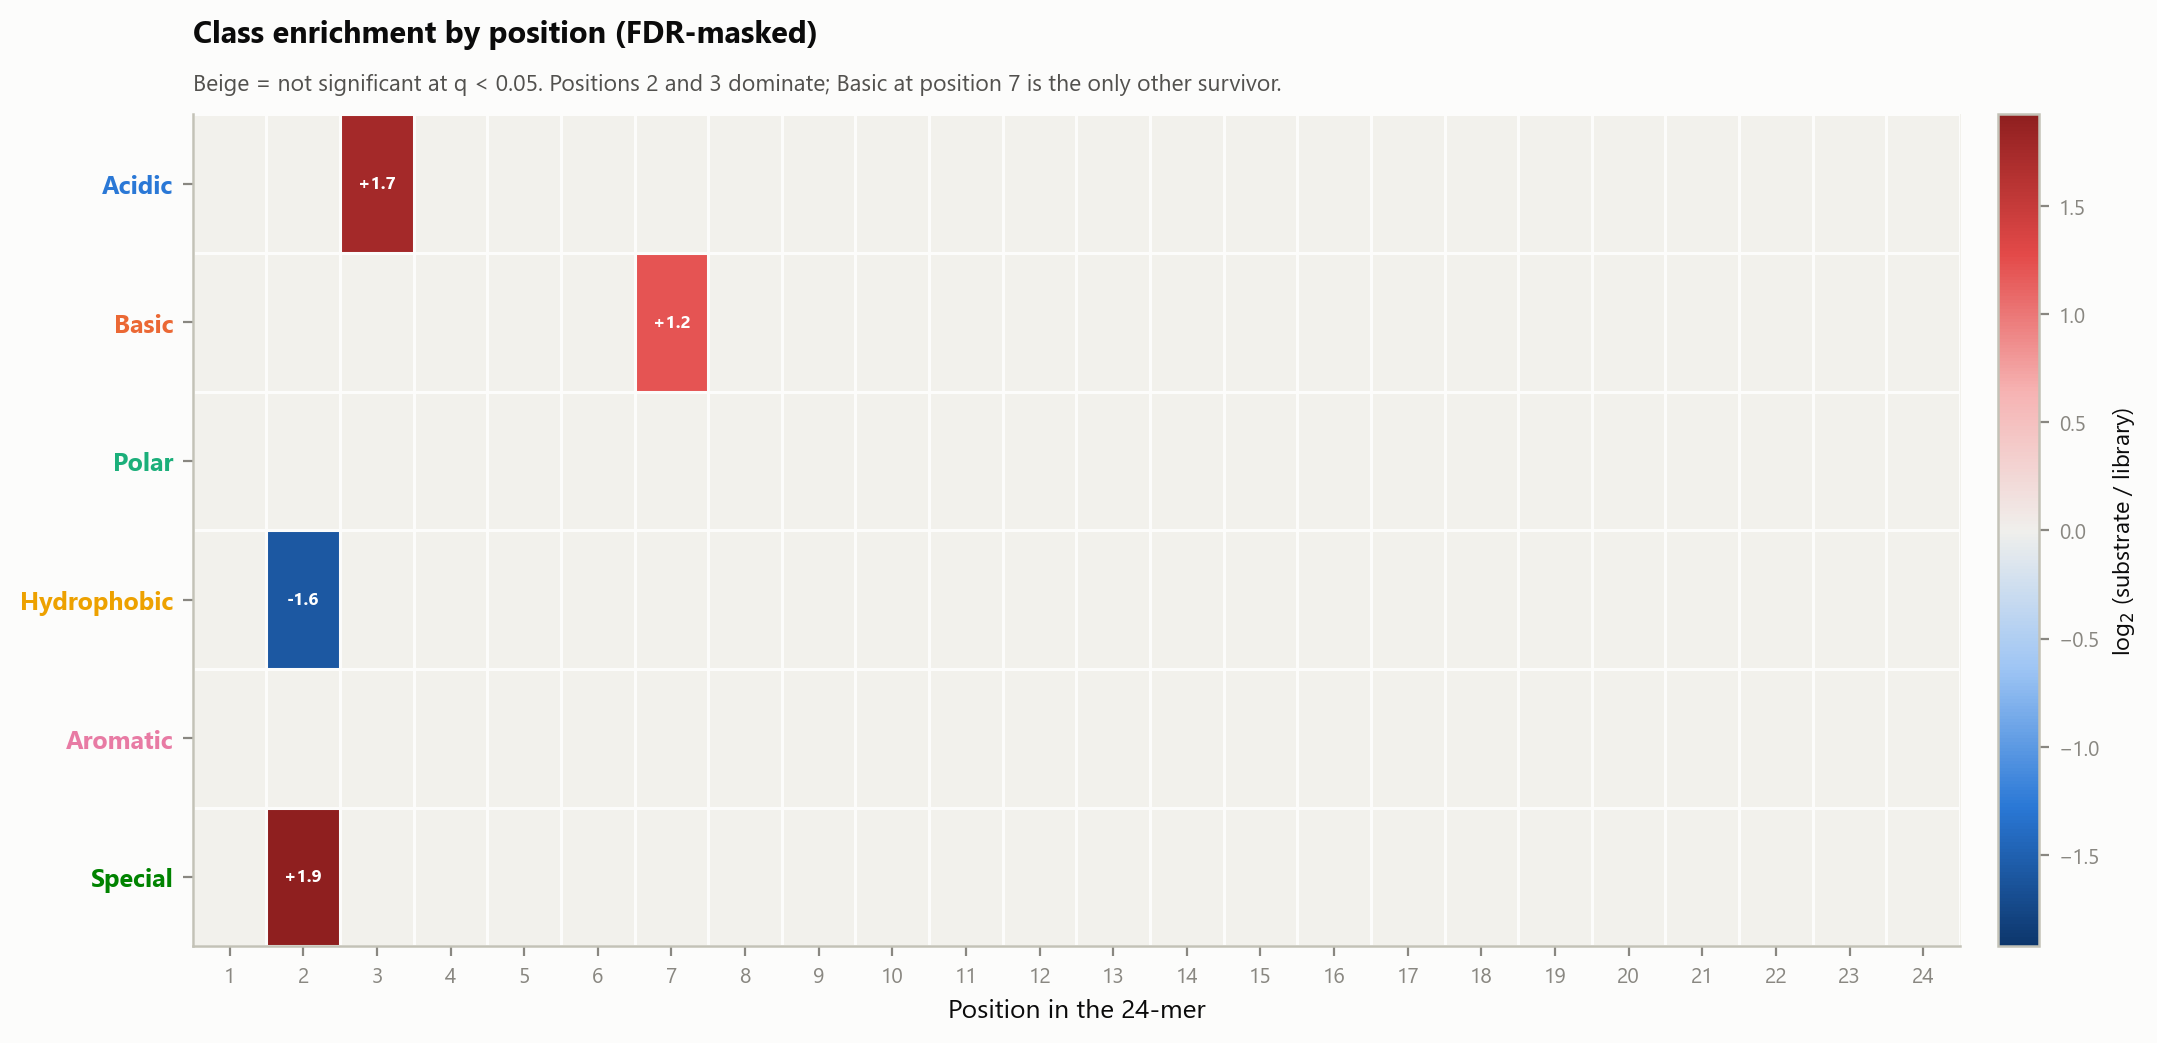 Class enrichment by position (FDR-masked)
Beige = not significant at q < 0.05. Positions 2 and 3 dominate; Basic at position 7 is the only other survivor.
Acidic
+1.7
Basic
+1.2
Polar
Hydrophobic
-1.6
Aromatic
Special
+1.9
1 2 3 4 5 6 7 8 9 10 11 12 13 14 15 16 17 18 19 20 21 22 23 24
Position in the 24-mer
1.5
1.0
0.5
0.0
−0.5
−1.0
−1.5
log₂ (substrate / library)